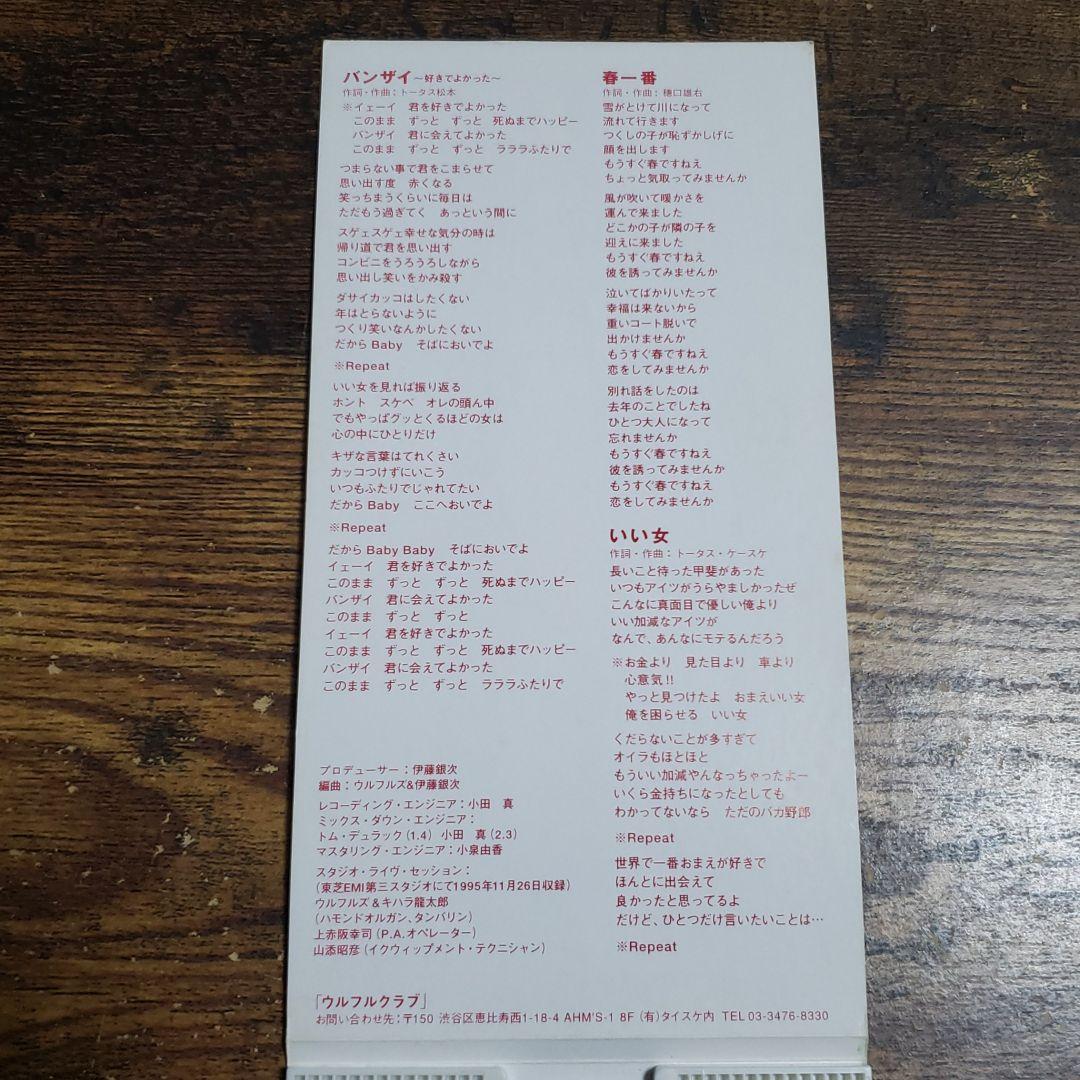 バンザイ～好きでよかった～
作詞・作曲：トータス松本
※イェーイ　君を好きでよかった
このまま　ずっと　ずっと　死ぬまでハッピー
バンザイ　君に会えてよかった
このまま　ずっと　ずっと　ラララふたりで
つまらない事で君をこまらせて
思い出す度　赤くなる
笑っちまうくらいに毎日は
ただもう過ぎてく　あっという間に
スゲェスゲェ幸せな気分の時は
帰り道で君を思い出す
コンビニをうろうろしながら
思い出し笑いをかみ殺す
ダサイカッコはしたくない
年はとらないように
つくり笑いなんかしたくない
だから Baby　そばにおいでよ
※Repeat
いい女を見れば振り返る
ホント　スケベ　オレの頭ん中
でもやっぱグッとくるほどの女は
心の中にひとりだけ
キザな言葉はてれくさい
カッコつけずにいこう
いつもふたりでじゃれてたい
だから Baby　ここへおいでよ
※Repeat
だから Baby Baby　そばにおいでよ
イェーイ　君を好きでよかった
このまま　ずっと　ずっと　死ぬまでハッピー
バンザイ　君に会えてよかった
このまま　ずっと　ずっと
イェーイ　君を好きでよかった
このまま　ずっと　ずっと　死ぬまでハッピー
バンザイ　君に会えてよかった
このまま　ずっと　ずっと　ラララふたりで
プロデューサー：伊藤銀次
編曲：ウルフルズ&伊藤銀次
レコーディング・エンジニア：小田　真
ミックス・ダウン・エンジニア：
トム・デュラック（1.4）　小田　真（2.3）
マスタリング・エンジニア：小泉由香
スタジオ・ライヴ・セッション：
（東芝EMI第三スタジオにて1995年11月26日収録）
ウルフルズ＆キハラ龍太郎
（ハモンドオルガン、タンバリン）
上赤阪幸司（P.A.オペレーター）
山添昭彦（イクウィップメント・テクニシャン）
「ウルフルクラブ」
お問い合わせ先：〒150 渋谷区恵比寿西1-18-4 AHM'S-1 8F（有）タイスケ内　TEL 03-3476-8330
春一番
作詞・作曲：穂口雄右
雪がとけて川になって
流れて行きます
つくしの子が恥ずかしげに
顔を出します
もうすぐ春ですねえ
ちょっと気取ってみませんか
風が吹いて暖かさを
運んで来ました
どこかの子が隣の子を
迎えに来ました
もうすぐ春ですねえ
彼を誘ってみませんか
泣いてばかりいたって
幸福は来ないから
重いコート脱いで
出かけませんか
もうすぐ春ですねえ
恋をしてみませんか
別れ話をしたのは
去年のことでしたね
ひとつ大人になって
忘れませんか
もうすぐ春ですねえ
彼を誘ってみませんか
もうすぐ春ですねえ
恋をしてみませんか
いい女
作詞・作曲：トータス・ケースケ
長いこと待った甲斐があった
いつもアイツがうらやましかったぜ
こんなに真面目で優しい俺より
いい加減なアイツが
なんで、あんなにモテるんだろう
※お金より　見た目より　車より
心意気!!
やっと見つけたよ　おまえいい女
俺を困らせる　いい女
くだらないことが多すぎて
オイラもほとほと
もういい加減やんなっちゃったよー
いくら金持ちになったとしても
わかってないなら　ただのバカ野郎
※Repeat
世界で一番おまえが好きで
ほんとに出会えて
良かったと思ってるよ
だけど、ひとつだけ言いたいことは…
※Repeat